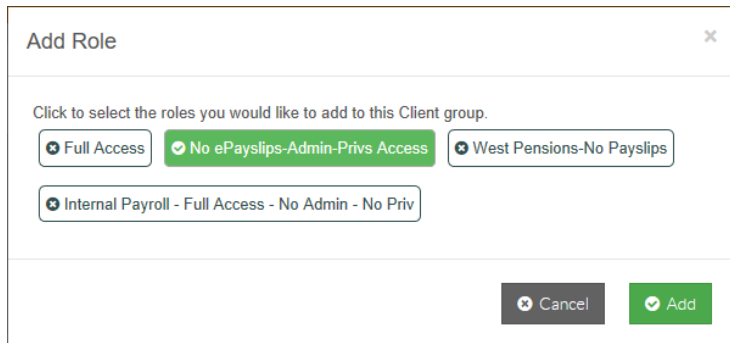 Add Role
Click to select the roles you would like to add to this Client group.
Full Access
No ePayslips-Admin-Privs Access
West Pensions-No Payslips
Internal Payroll - Full Access - No Admin - No Priv
Cancel
Add